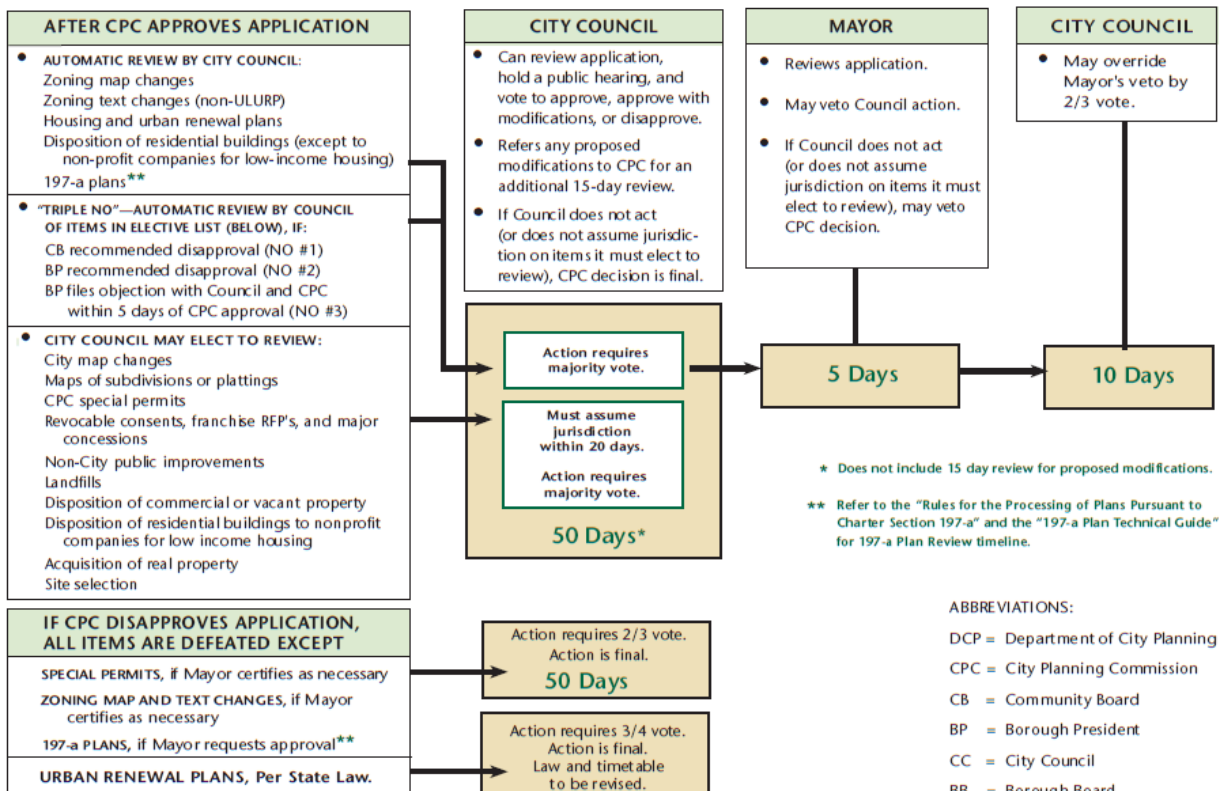 AFTER CPC APPROVES APPLICATION
• AUTOMATIC REVIEW BY CITY COUNCIL:
Zoning map changes
Zoning text changes (non-ULURP)
Housing and urban renewal plans
Disposition of residential buildings (except to
non-profit companies for low-income housing)
197-a plans**
• "TRIPLE NO"—AUTOMATIC REVIEW BY COUNCIL
OF ITEMS IN ELECTIVE LIST (BELOW), IF:
CB recommended disapproval (NO #1)
BP recommended disapproval (NO #2)
BP files objection with Council and CPC
within 5 days of CPC approval (NO #3)
• CITY COUNCIL MAY ELECT TO REVIEW:
City map changes
Maps of subdivisions or plattings
CPC special permits
Revocable consents, franchise RFP's, and major
concessions
Non-City public improvements
Landfills
Disposition of commercial or vacant property
Disposition of residential buildings to nonprofit
companies for low income housing
Acquisition of real property
Site selection
CITY COUNCIL
• Can review application,
hold a public hearing, and
vote to approve, approve with
modifications, or disapprove.
• Refers any proposed
modifications to CPC for an
additional 15-day review.
• If Council does not act
(or does not assume jurisdic-
tion on items it must elect to
review), CPC decision is final.
Action requires
majority vote.
Must assume
jurisdiction
within 20 days.
Action requires
majority vote.
50 Days*
MAYOR
• Reviews application.
• May veto Council action.
• If Council does not act
(or does not assume
jurisdiction on items it must
elect to review), may veto
CPC decision.
5 Days
CITY COUNCIL
• May override
Mayor's veto by
2/3 vote.
10 Days
* Does not include 15 day review for proposed modifications.
** Refer to the "Rules for the Processing of Plans Pursuant to
Charter Section 197-a" and the "197-a Plan Technical Guide"
for 197-a Plan Review timeline.
IF CPC DISAPPROVES APPLICATION,
ALL ITEMS ARE DEFEATED EXCEPT
SPECIAL PERMITS, if Mayor certifies as necessary
ZONING MAP AND TEXT CHANGES, if Mayor
certifies as necessary
197-a PLANS, if Mayor requests approval**
URBAN RENEWAL PLANS, Per State Law.
Action requires 2/3 vote.
Action is final.
50 Days
Action requires 3/4 vote.
Action is final.
Law and timetable
to be revised.
ABBREVIATIONS:
DCP = Department of City Planning
CPC = City Planning Commission
CB = Community Board
BP = Borough President
CC = City Council
BB = Borough Board